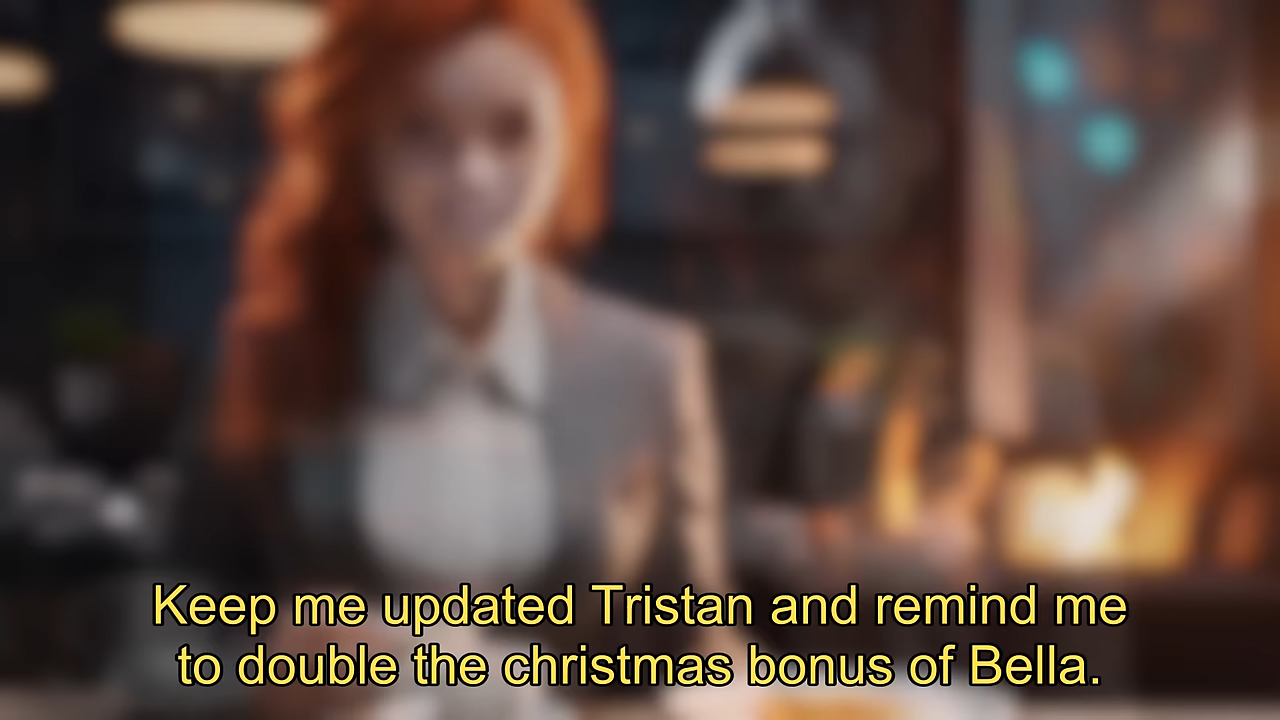 Keep me updated Tristan and remind me
to double the christmas bonus of Bella.